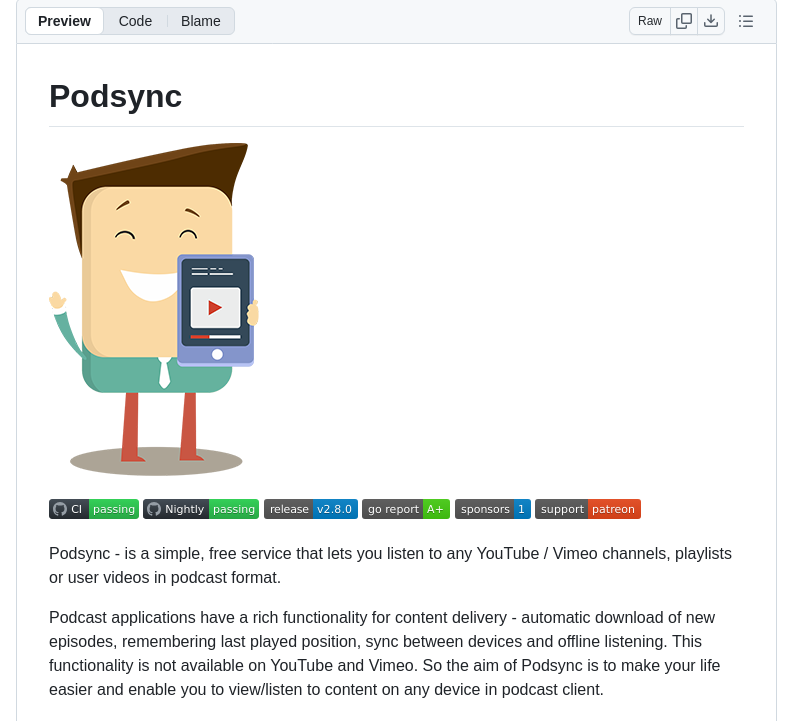 Preview Code Blame Raw
Podsync
CI passing Nightly passing release v2.8.0 go report A+ sponsors 1 support patreon
Podsync - is a simple, free service that lets you listen to any YouTube / Vimeo channels, playlists
or user videos in podcast format.
Podcast applications have a rich functionality for content delivery - automatic download of new
episodes, remembering last played position, sync between devices and offline listening. This
functionality is not available on YouTube and Vimeo. So the aim of Podsync is to make your life
easier and enable you to view/listen to content on any device in podcast client.